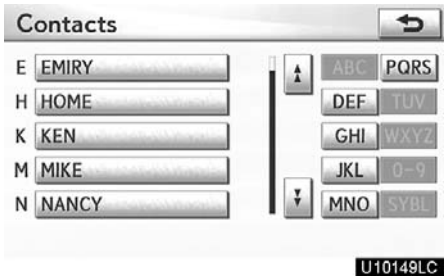 Contacts
E EMIRY ABC PQRS
H HOME DEF TUV
K KEN GHI WXYZ
M MIKE JKL 0-9
N NANCY MNO SYBL
U10149LC